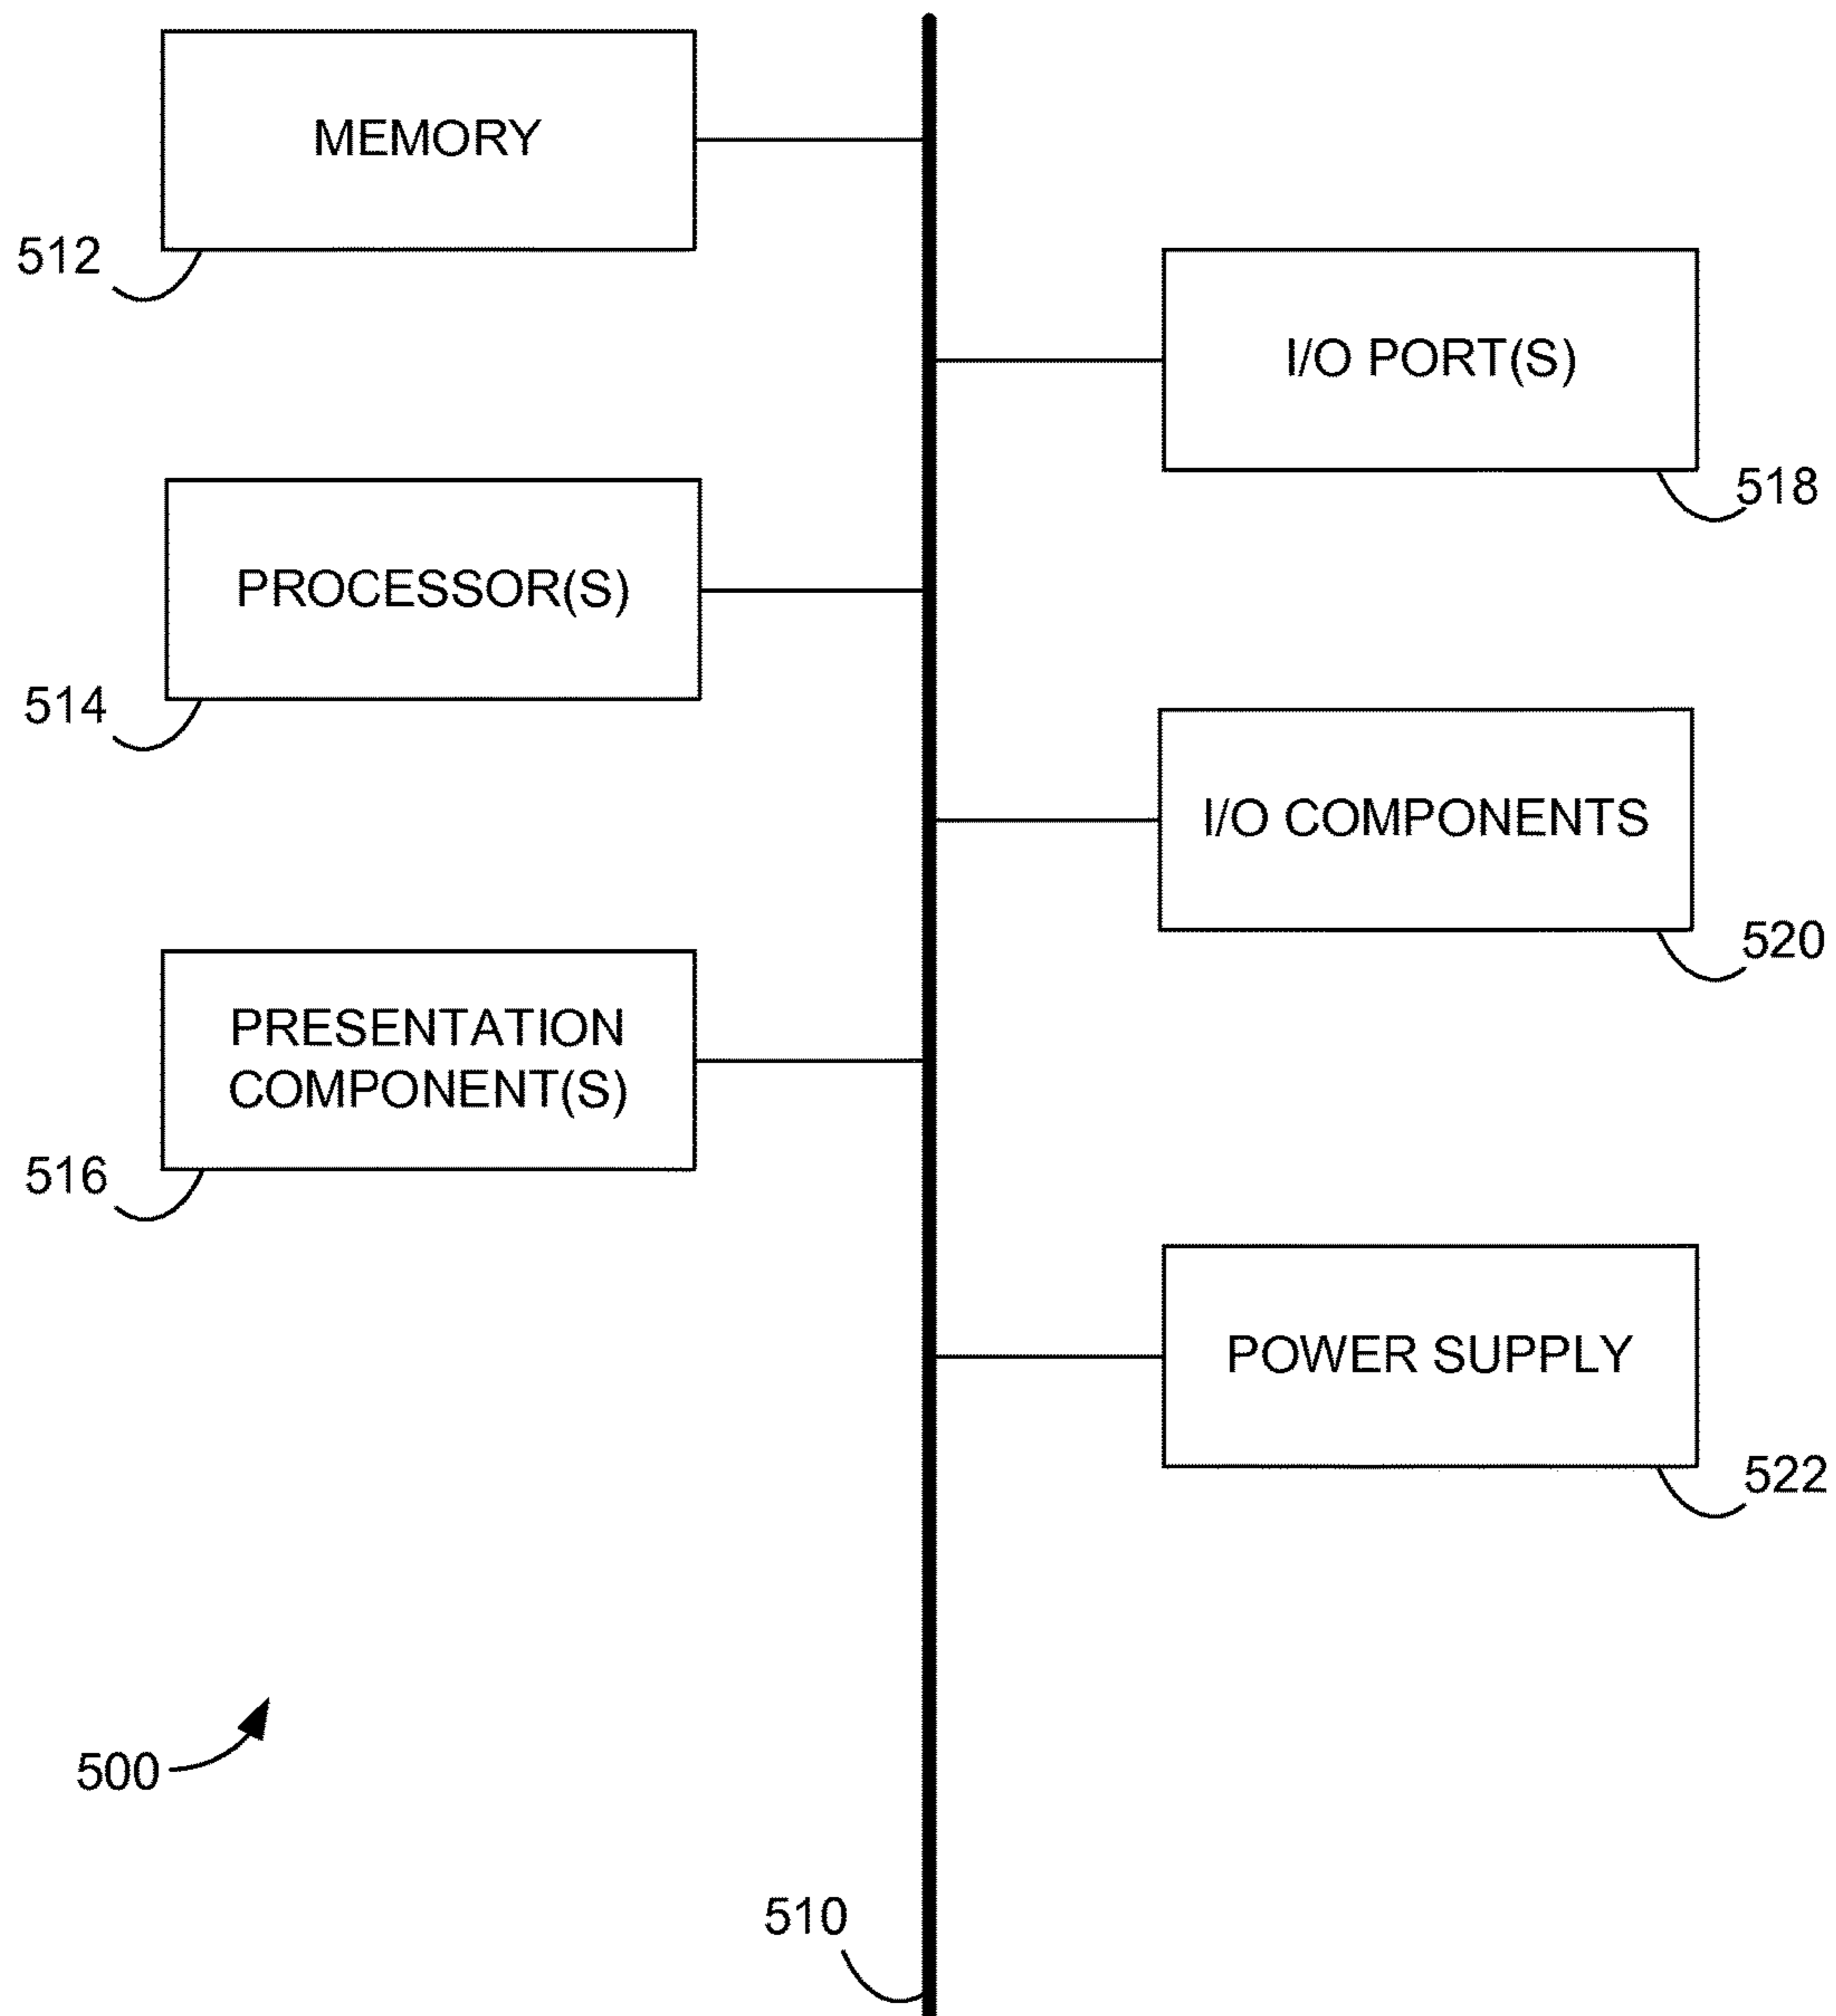 MEMORY
512
I/O PORT(S)
518
PROCESSOR(S)
514
I/O COMPONENTS
520
PRESENTATION
COMPONENT(S)
516
POWER SUPPLY
522
500
510